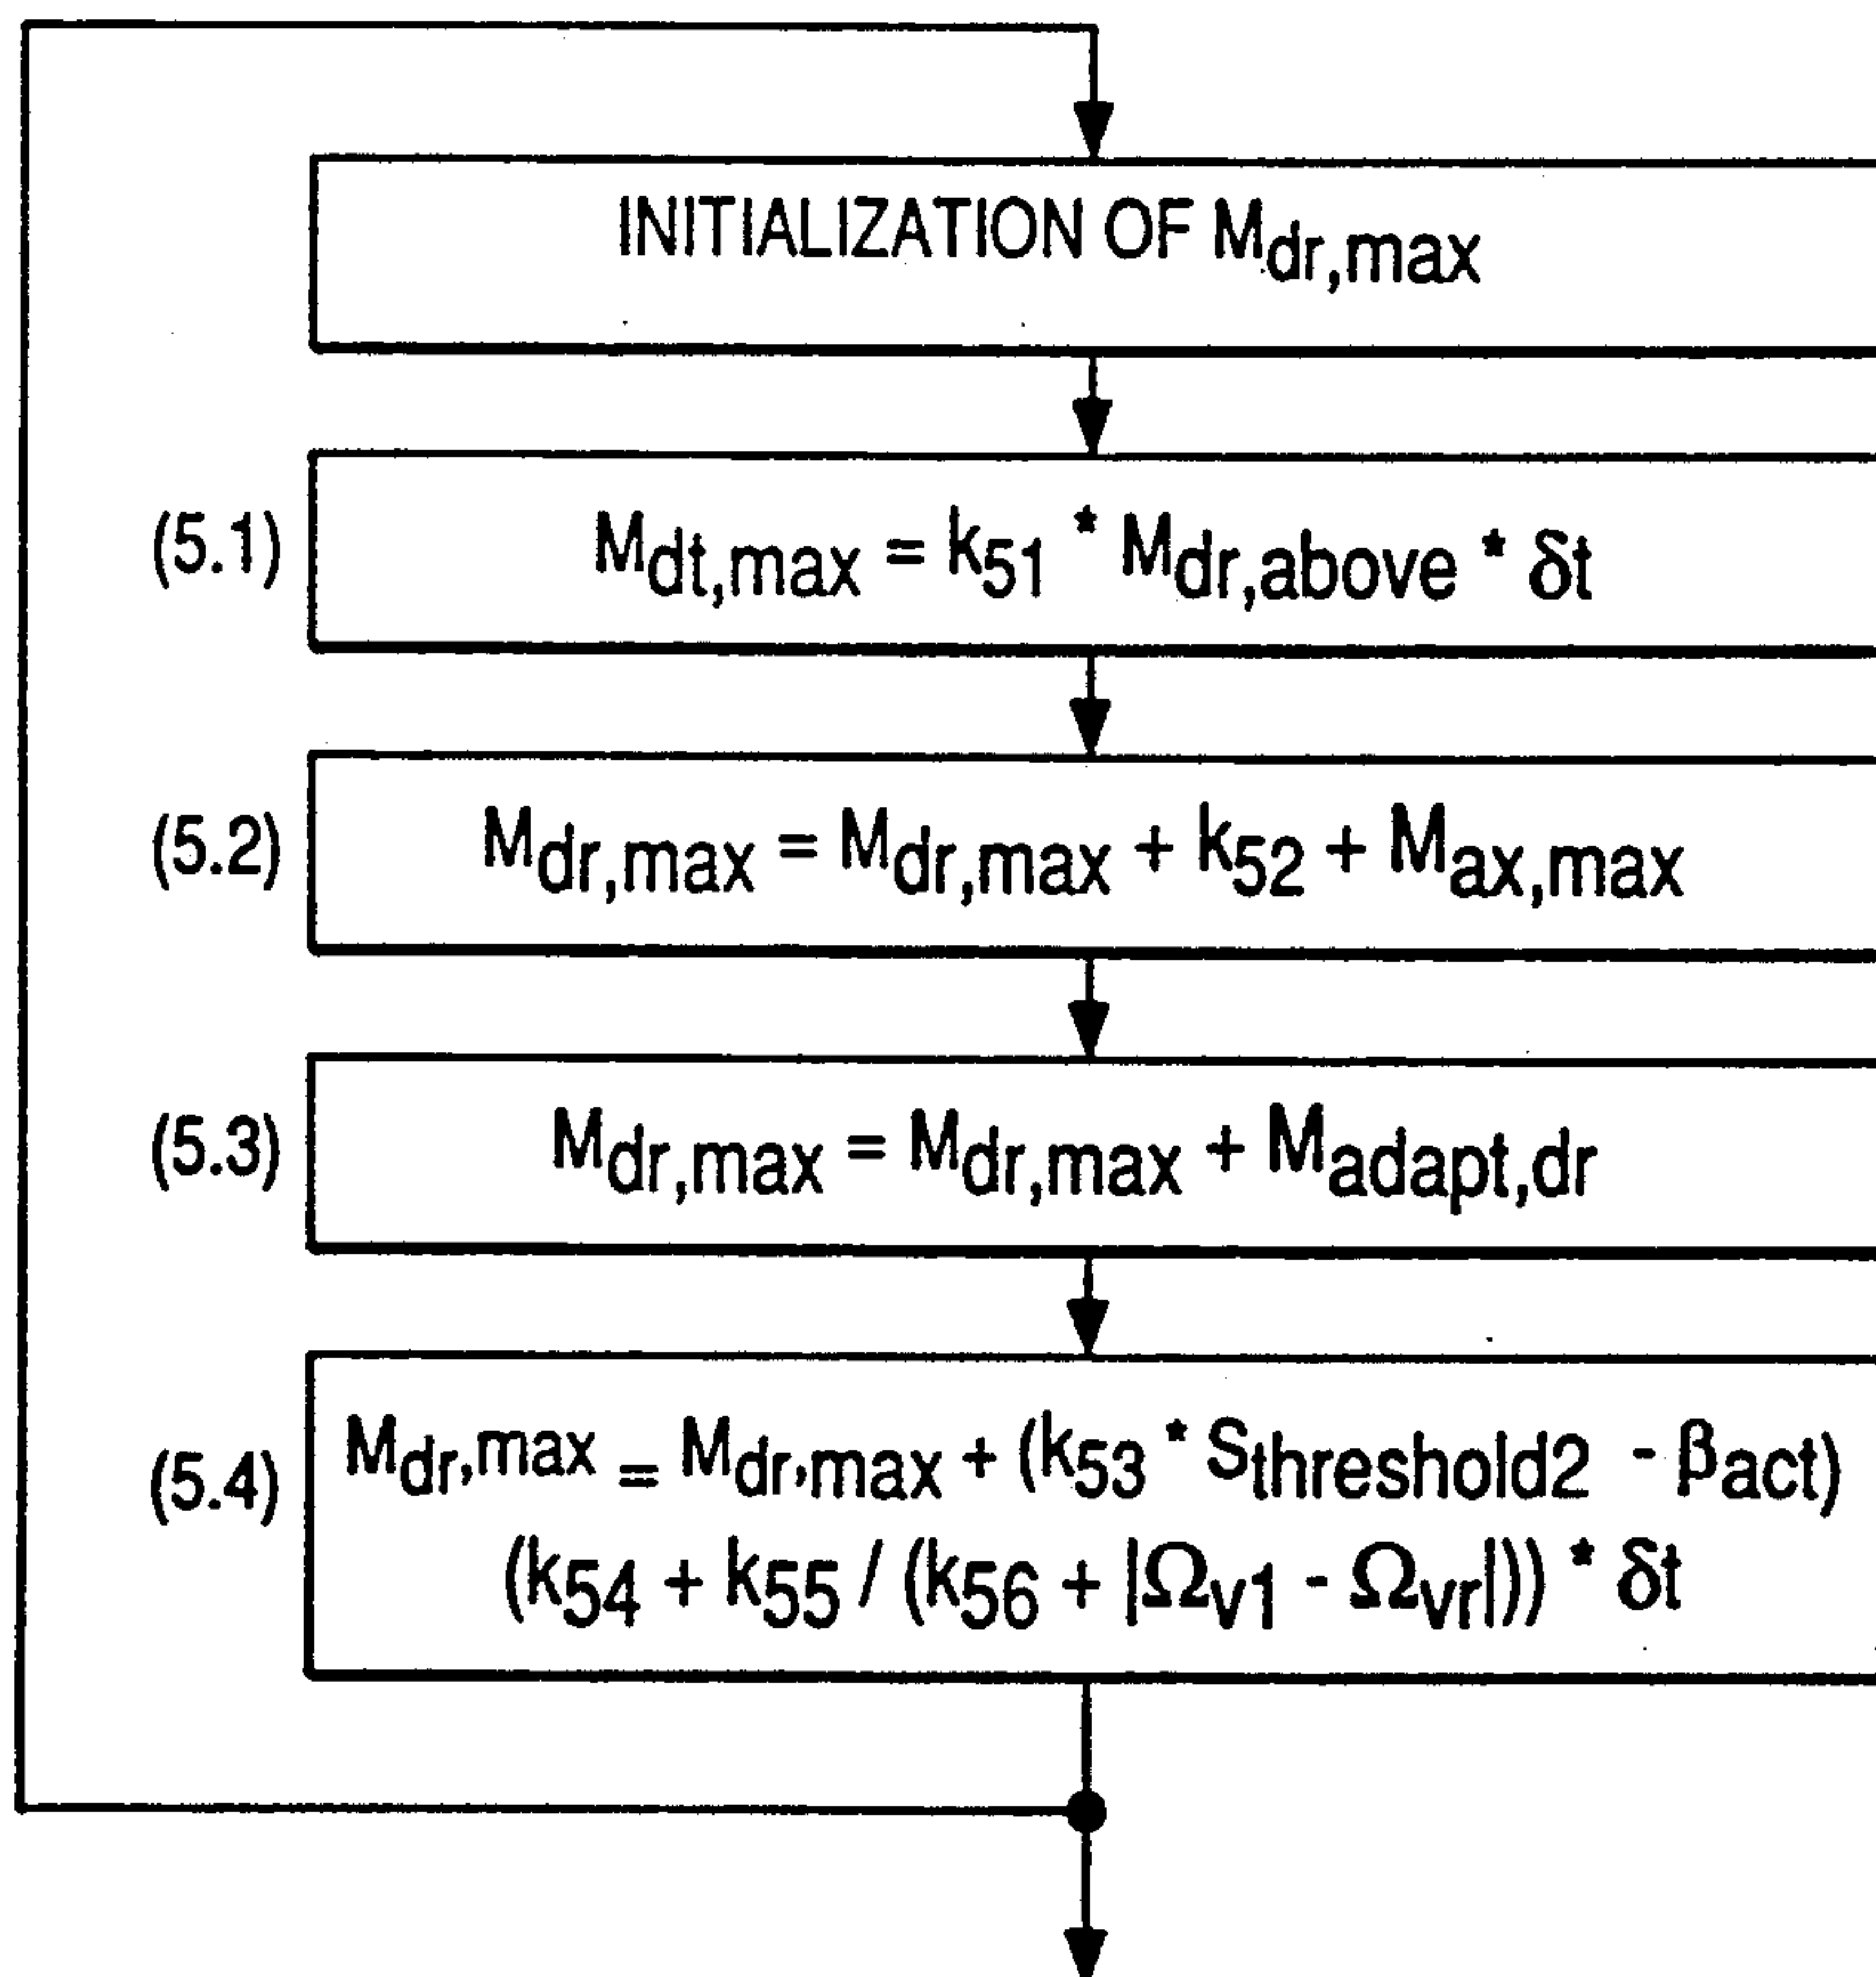 INITIALIZATION OF Mdr,max
(5.1) Mdt,max = k51 * Mdr,above * δt
(5.2) Mdr,max = Mdr,max + k52 + Max,max
(5.3) Mdr,max = Mdr,max + Madapt,dr
(5.4) Mdr,max = Mdr,max + (k53 * Sthreshold2 - βact)
(k54 + k55 / (k56 + |Ωv1 - Ωvr|)) * δt